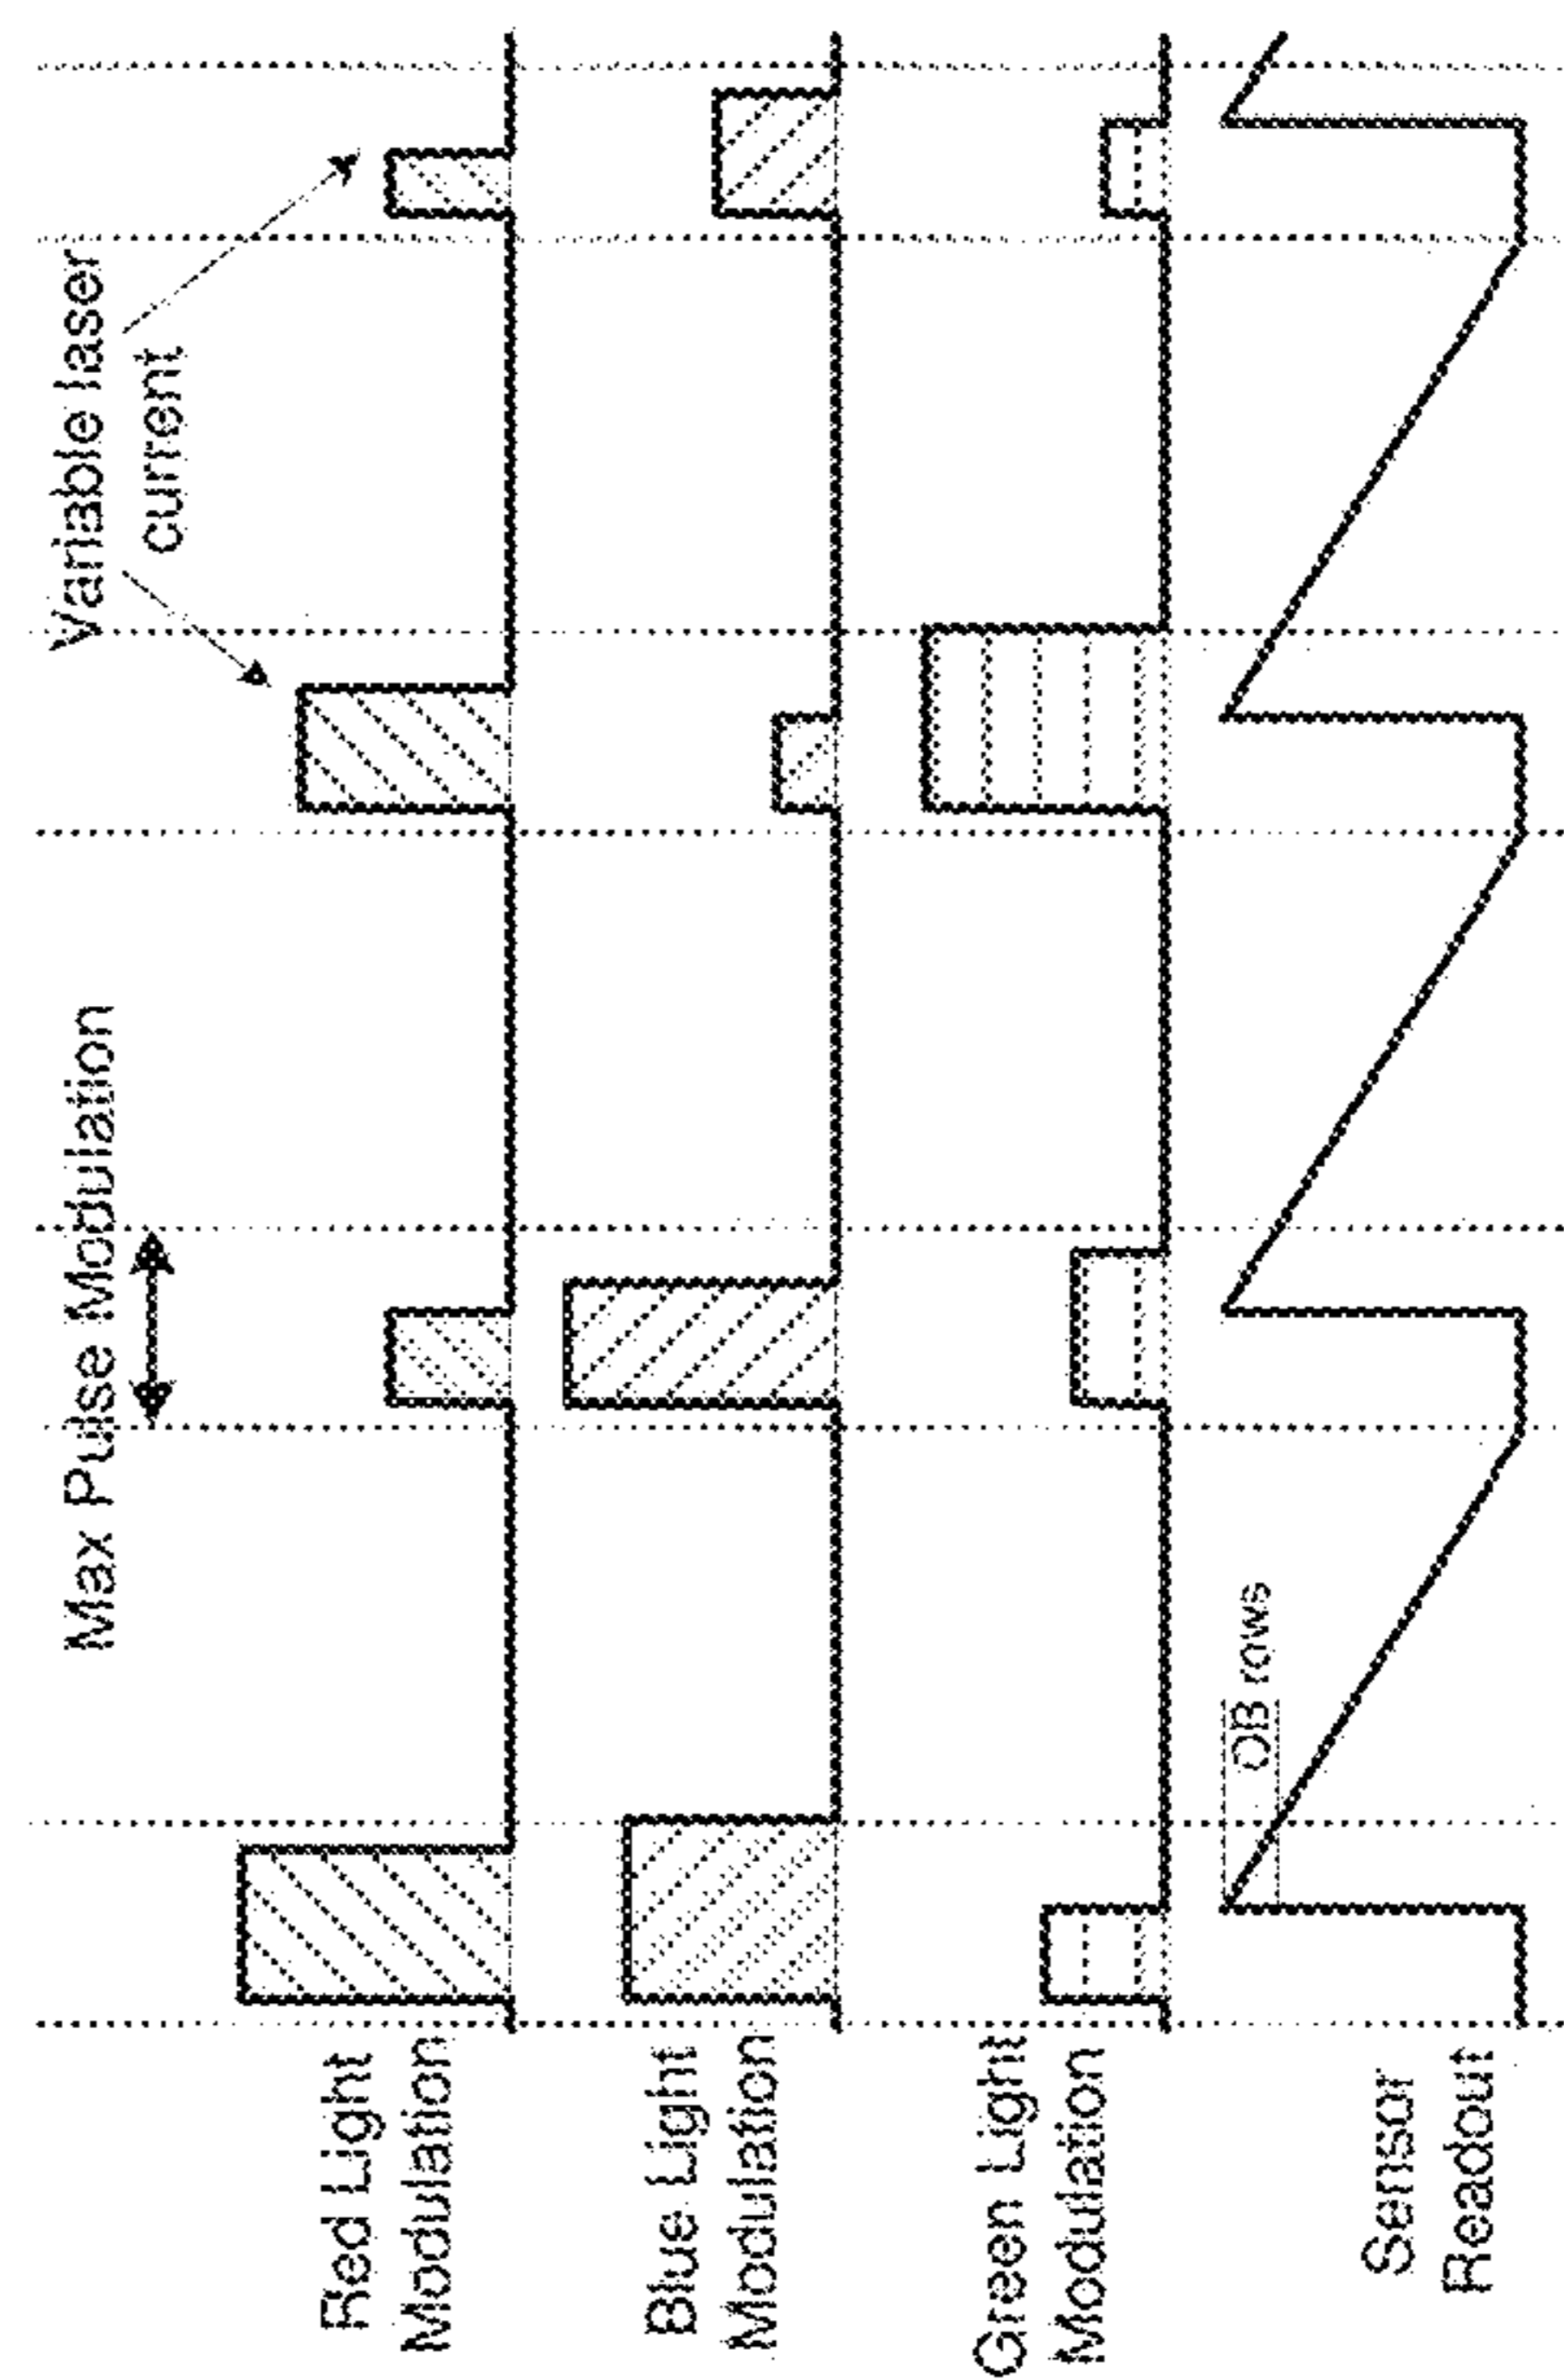 Max Pulse Modulation
Variable laser
current
Red Light
Modulation
Blue Light
Modulation
Green Light
Modulation
OB rows
Sensor
Readout